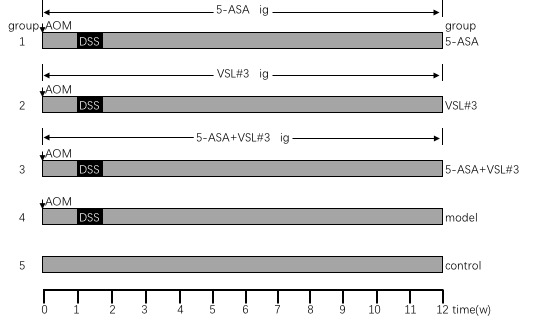 5-ASA ig
group AOM group
1 DSS 5-ASA
VSL#3 ig
AOM
2 DSS VSL#3
5-ASA+VSL#3 ig
AOM
3 DSS 5-ASA+VSL#3
AOM
4 DSS model
5 control
0 1 2 3 4 5 6 7 8 9 10 11 12 time(w)